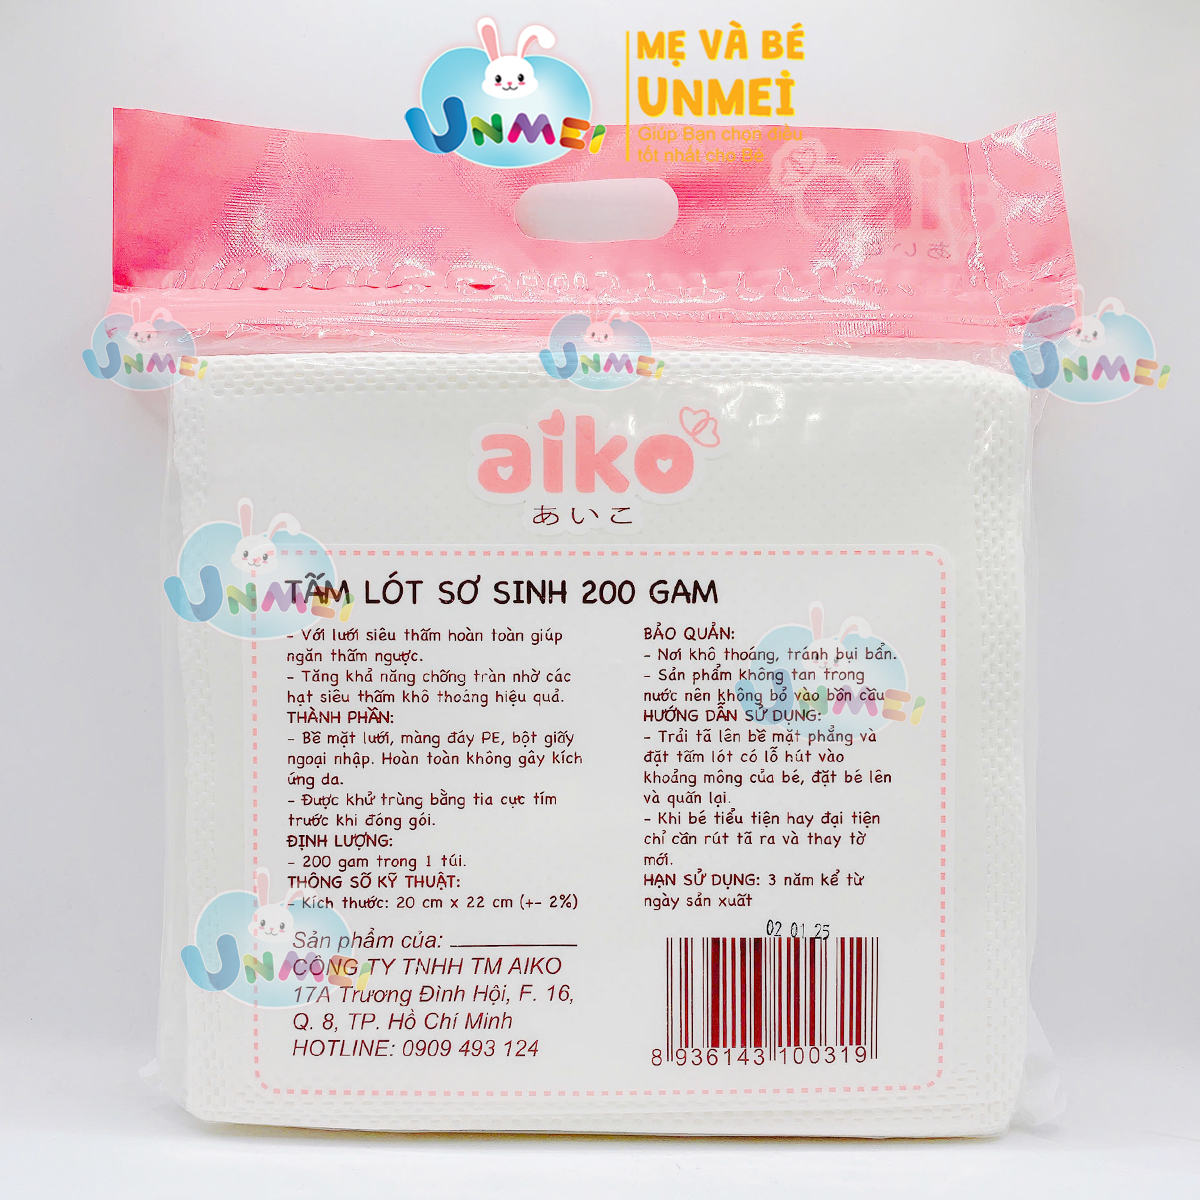 UNMEI
MẸ VÀ BÉ
UNMEI
Giúp Bạn chọn điều
tốt nhất cho Bé
あい
UNMEI
UNMEI
UNMEI
aiko
あいこ
UNMEI
TẤM LÓT SƠ SINH 200 GAM
- Với lưới siêu thấm hoàn toàn giúp
ngăn thấm ngược.
- Tăng khả năng chống tràn nhờ các
hạt siêu thấm khô thoáng hiệu quả.
THÀNH PHẦN:
- Bề mặt lưới, màng đáy PE, bột giấy
ngoại nhập. Hoàn toàn không gây kích
ứng da.
- Được khử trùng bằng tia cực tím
trước khi đóng gói.
ĐỊNH LƯỢNG:
- 200 gam trong 1 túi.
THÔNG SỐ KỸ THUẬT:
- Kích thước: 20 cm x 22 cm (+- 2%)
Sản phẩm của:
CÔNG TY TNHH TM AIKO
17A Trương Đình Hội, F. 16,
Q. 8, TP. Hồ Chí Minh
HOTLINE: 0909 493 124
UNMEI
BẢO QUẢN:
- Nơi khô thoáng, tránh bụi bẩn.
- Sản phẩm không tan trong
nước nên không bỏ vào bồn cầu
UNMEI
HƯỚNG DẪN SỬ DỤNG:
- Trải tã lên bề mặt phẳng và
đặt tấm lót có lỗ hút vào
khoảng mông của bé, đặt bé lên
và quấn lại.
- Khi bé tiểu tiện hay đại tiện
chỉ cần rút tã ra và thay tờ
mới.
HẠN SỬ DỤNG: 3 năm kể từ
ngày sản xuất
02 01 25
8 936143 100319